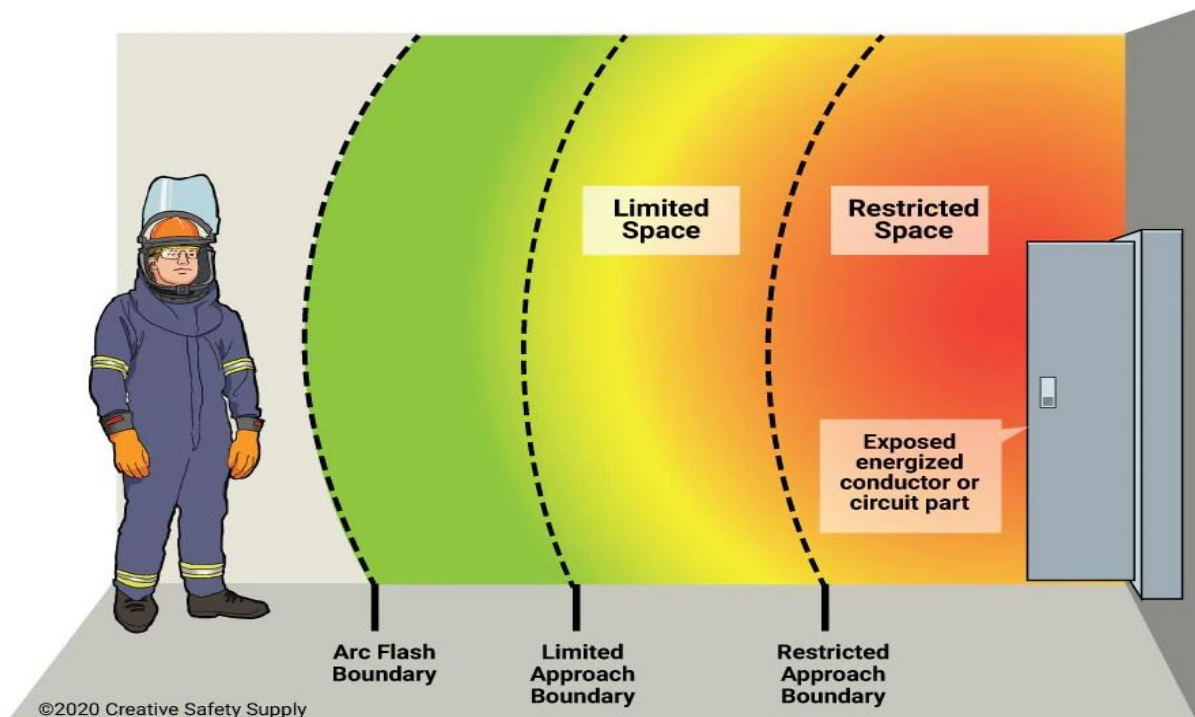 Limited
Space
Restricted
Space
Exposed
energized
conductor or
circuit part
Arc Flash
Boundary
Limited
Approach
Boundary
Restricted
Approach
Boundary
©2020 Creative Safety Supply